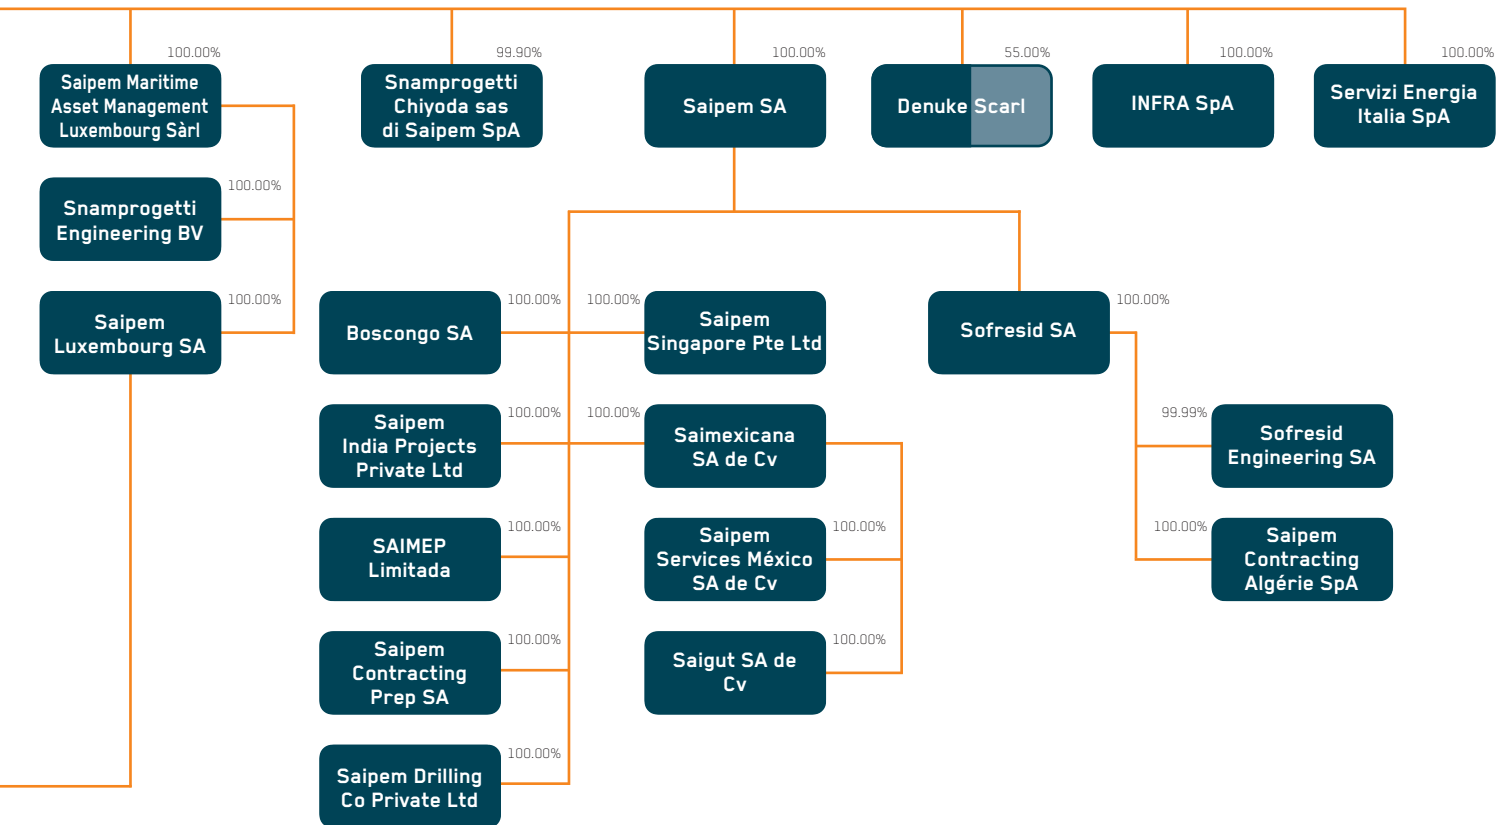 100.00%
Saipem Maritime
Asset Management
Luxembourg Sàrl
99.90%
Snamprogetti
Chiyoda sas
di Saipem SpA
100.00%
Saipem SA
55.00%
Denuke Scarl
100.00%
INFRA SpA
100.00%
Servizi Energia
Italia SpA
100.00%
Snamprogetti
Engineering BV
100.00%
Saipem
Luxembourg SA
100.00%
Boscongo SA
100.00%
Saipem
Singapore Pte Ltd
100.00%
Sofresid SA
100.00%
Saipem
India Projects
Private Ltd
100.00%
Saimexicana
SA de Cv
99.99%
Sofresid
Engineering SA
100.00%
SAIMEP
Limitada
100.00%
Saipem
Services México
SA de Cv
100.00%
Saipem
Contracting
Algérie SpA
100.00%
Saipem
Contracting
Prep SA
100.00%
Saigut SA de
Cv
100.00%
Saipem Drilling
Co Private Ltd